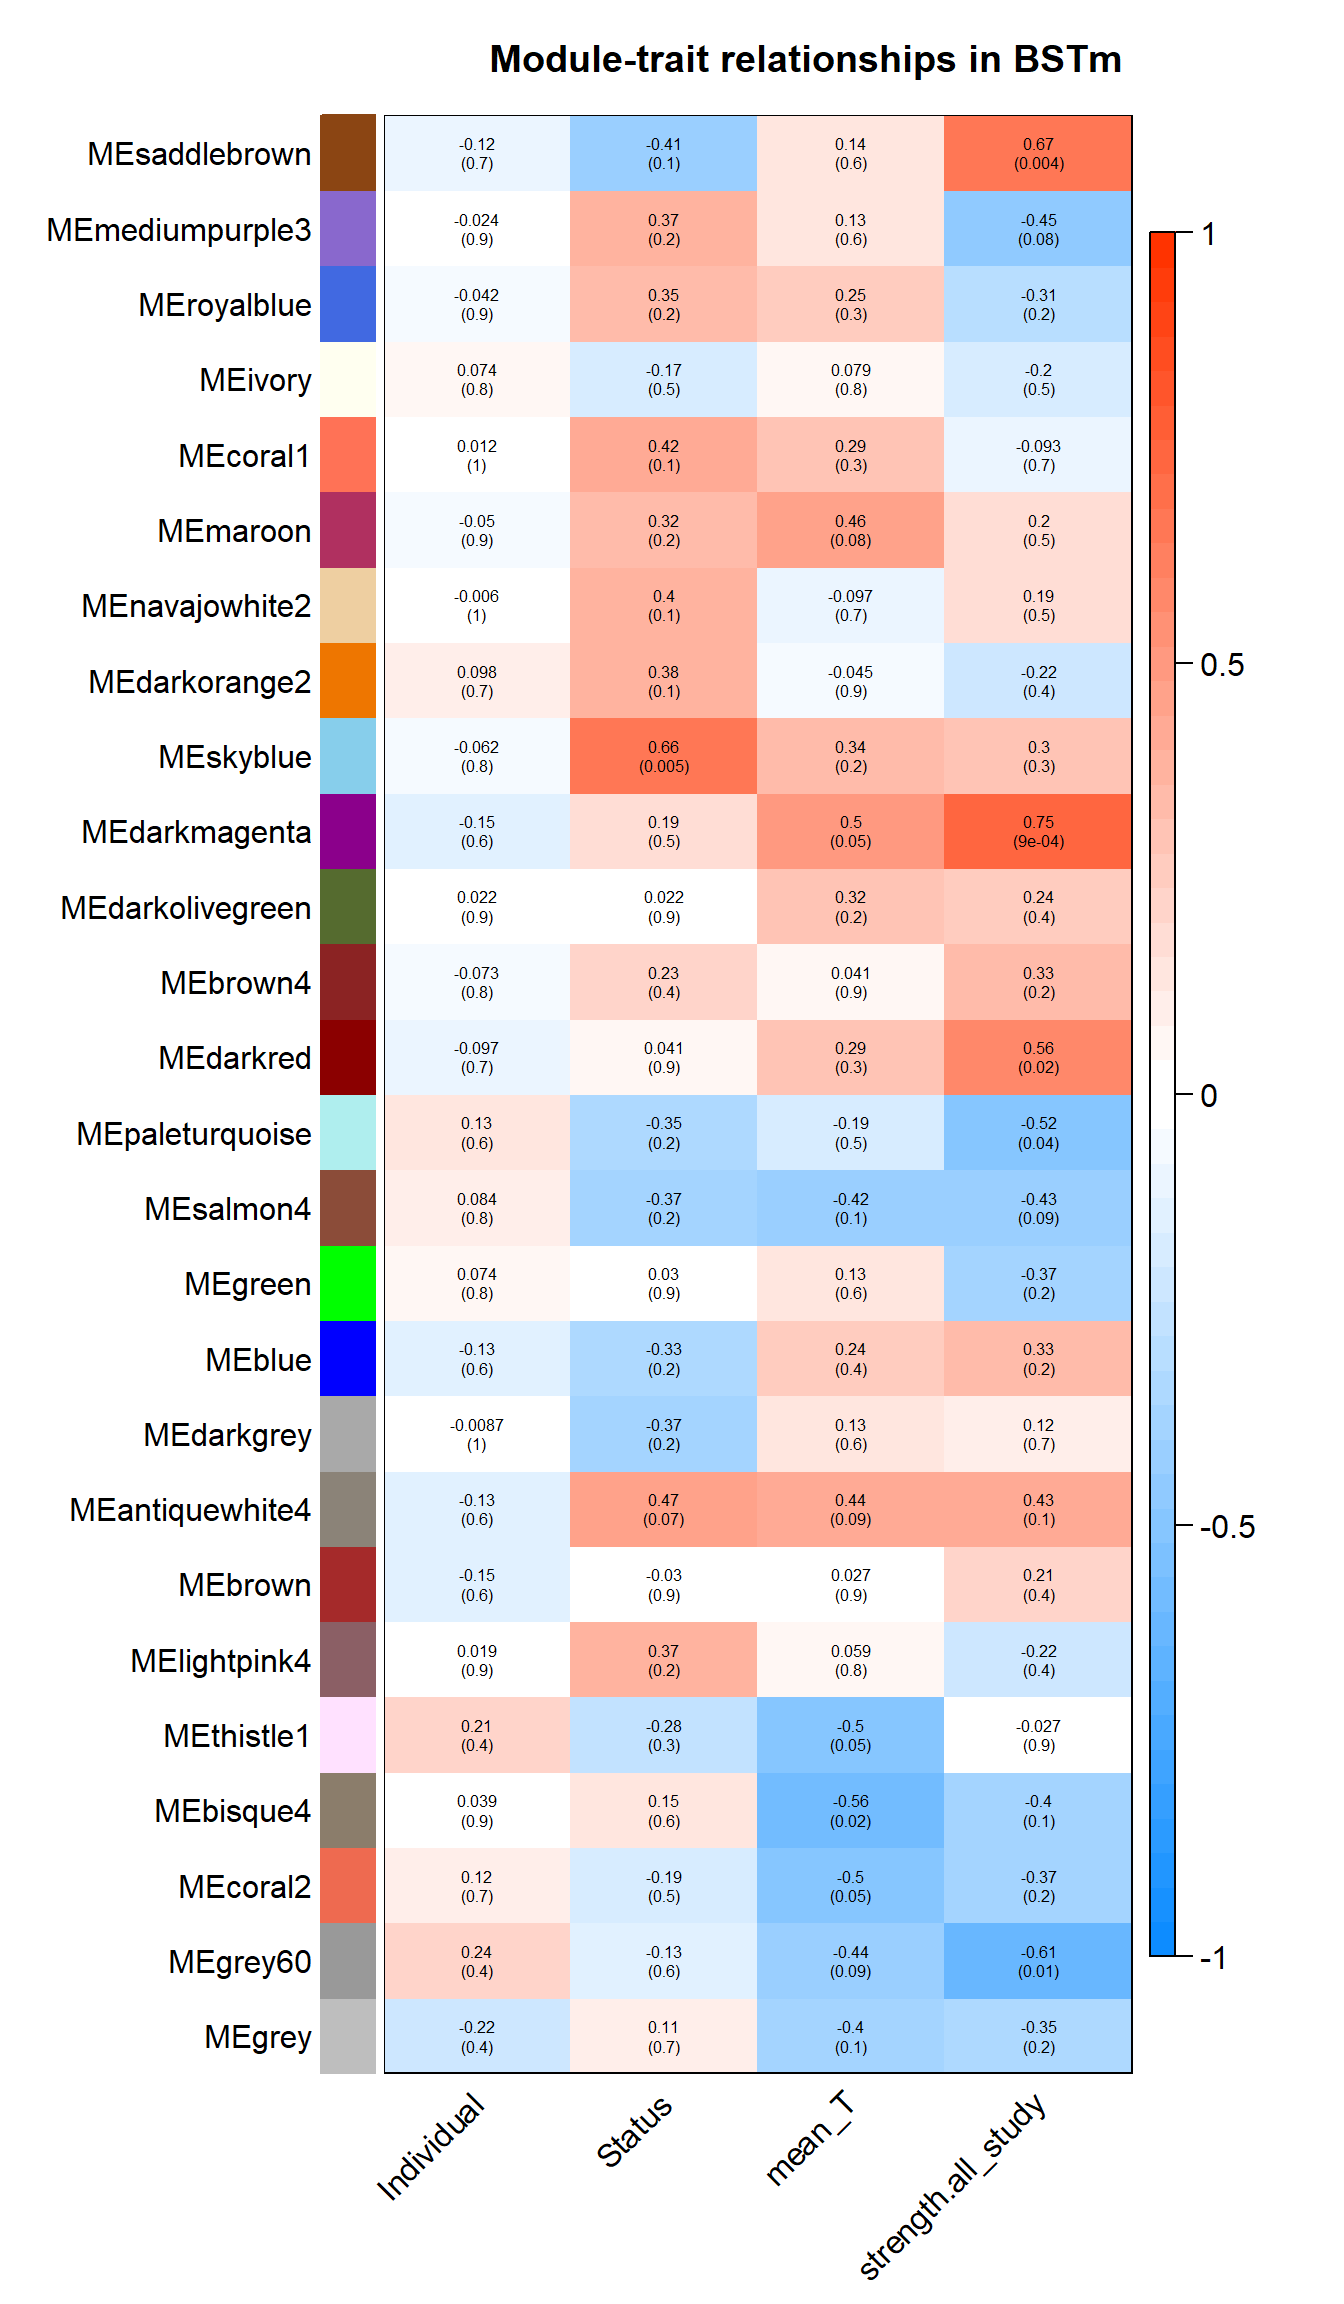 Module-trait relationships in BSTm
MEsaddlebrown -0.12 -0.41 0.14 0.67
(0.7) (0.1) (0.6) (0.004)
MEmediumpurple3 -0.024 0.37 0.13 -0.45
(0.9) (0.2) (0.6) (0.08)
MEroyalblue -0.042 0.35 0.25 -0.31
(0.9) (0.2) (0.3) (0.2)
MEivory 0.074 -0.17 0.079 -0.2
(0.8) (0.5) (0.8) (0.5)
MEcoral1 0.012 0.42 0.29 -0.093
(1) (0.1) (0.3) (0.7)
MEmaroon -0.05 0.32 0.46 0.2
(0.9) (0.2) (0.08) (0.5)
MEnavajowhite2 -0.006 0.4 -0.097 0.19
(1) (0.1) (0.7) (0.5)
MEdarkorange2 0.098 0.38 -0.045 -0.22
(0.7) (0.1) (0.9) (0.4)
MEskyblue -0.062 0.66 0.34 0.3
(0.8) (0.005) (0.2) (0.3)
MEdarkmagenta -0.15 0.19 0.5 0.75
(0.6) (0.5) (0.05) (9e-04)
MEdarkolivegreen 0.022 0.022 0.32 0.24
(0.9) (0.9) (0.2) (0.4)
MEbrown4 -0.073 0.23 0.041 0.33
(0.8) (0.4) (0.9) (0.2)
MEdarkred -0.097 0.041 0.29 0.56
(0.7) (0.9) (0.3) (0.02)
MEpaleturquoise 0.13 -0.35 -0.19 -0.52
(0.6) (0.2) (0.5) (0.04)
MEsalmon4 0.084 -0.37 -0.42 -0.43
(0.8) (0.2) (0.1) (0.09)
MEgreen 0.074 0.03 0.13 -0.37
(0.8) (0.9) (0.6) (0.2)
MEblue -0.13 -0.33 0.24 0.33
(0.6) (0.2) (0.4) (0.2)
MEdarkgrey -0.0087 -0.37 0.13 0.12
(1) (0.2) (0.6) (0.7)
MEantiquewhite4 -0.13 0.47 0.44 0.43
(0.6) (0.07) (0.09) (0.1)
MEbrown -0.15 -0.03 0.027 0.21
(0.6) (0.9) (0.9) (0.4)
MElightpink4 0.019 0.37 0.059 -0.22
(0.9) (0.2) (0.8) (0.4)
MEthistle1 0.21 -0.28 -0.5 -0.027
(0.4) (0.3) (0.05) (0.9)
MEbisque4 0.039 0.15 -0.56 -0.4
(0.9) (0.6) (0.02) (0.1)
MEcoral2 0.12 -0.19 -0.5 -0.37
(0.7) (0.5) (0.05) (0.2)
MEgrey60 0.24 -0.13 -0.44 -0.61
(0.4) (0.6) (0.09) (0.01)
MEgrey -0.22 0.11 -0.4 -0.35
(0.4) (0.7) (0.1) (0.2)
Individual
Status
mean_T
strength.all_study
1
0.5
0
-0.5
-1